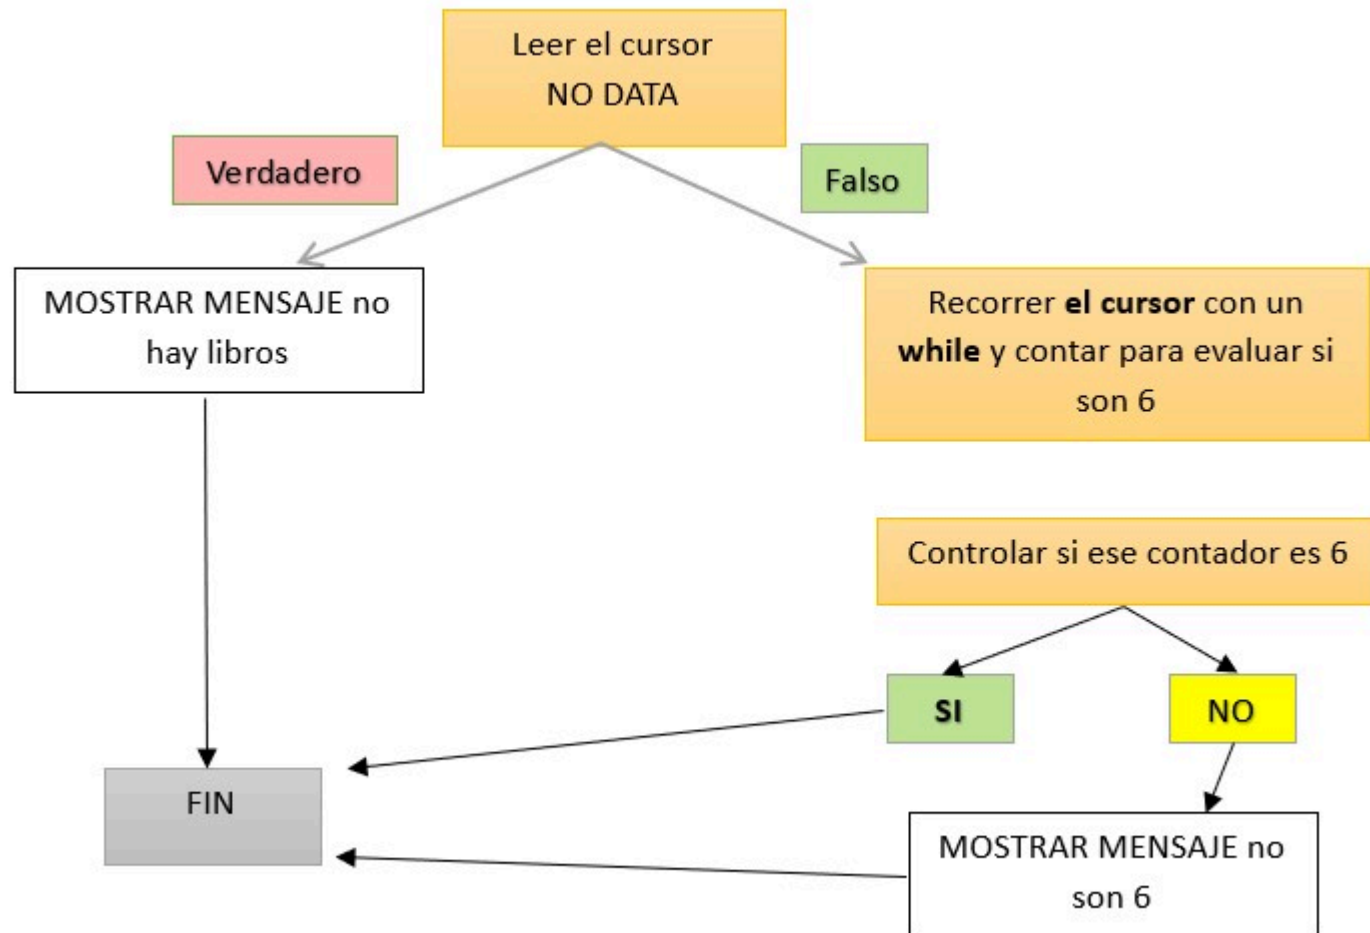 Leer el cursor
NO DATA
Verdadero
Falso
MOSTRAR MENSAJE no
hay libros
Recorrer el cursor con un
while y contar para evaluar si
son 6
Controlar si ese contador es 6
SI
NO
FIN
MOSTRAR MENSAJE no
son 6